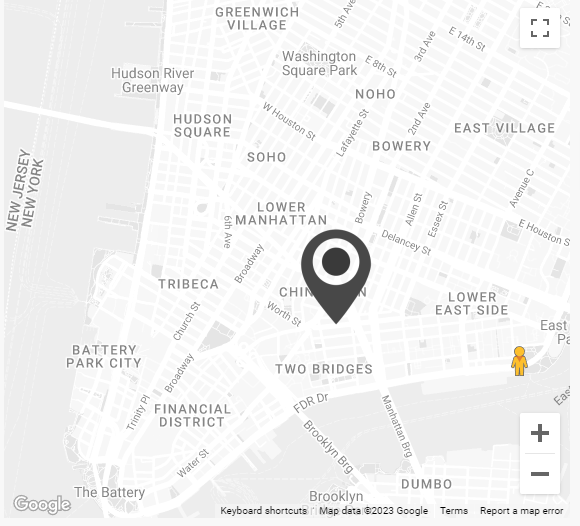 GREENWICH
VILLAGE
5th Ave
3rd Ave
E 14th St
Washington
Square Park
E 8th St
Hudson River
Greenway
NOHO
W Houston St
Lafayette St
2nd Ave
HUDSON
SQUARE
EAST VILLAGE
BOWERY
SOHO
NEW JERSEY
NEW YORK
Avenue C
Bowery
Allen St
Essex St
LOWER
MANHATTAN
6th Ave
E Houston S
Delancey St
Broadway
TRIBECA
CHIN
N
LOWER
EAST SIDE
Church St
Worth St
East
Pa
BATTERY
PARK CITY
TWO BRIDGES
Broadway
Trinity Pl
FDR Dr
East
FINANCIAL
DISTRICT
Manhattan Brg
Brooklyn Brg
Water St
DUMBO
The Battery
Brooklyn
Google
Keyboard shortcuts
Map data ©2023 Google
Terms
Report a map error